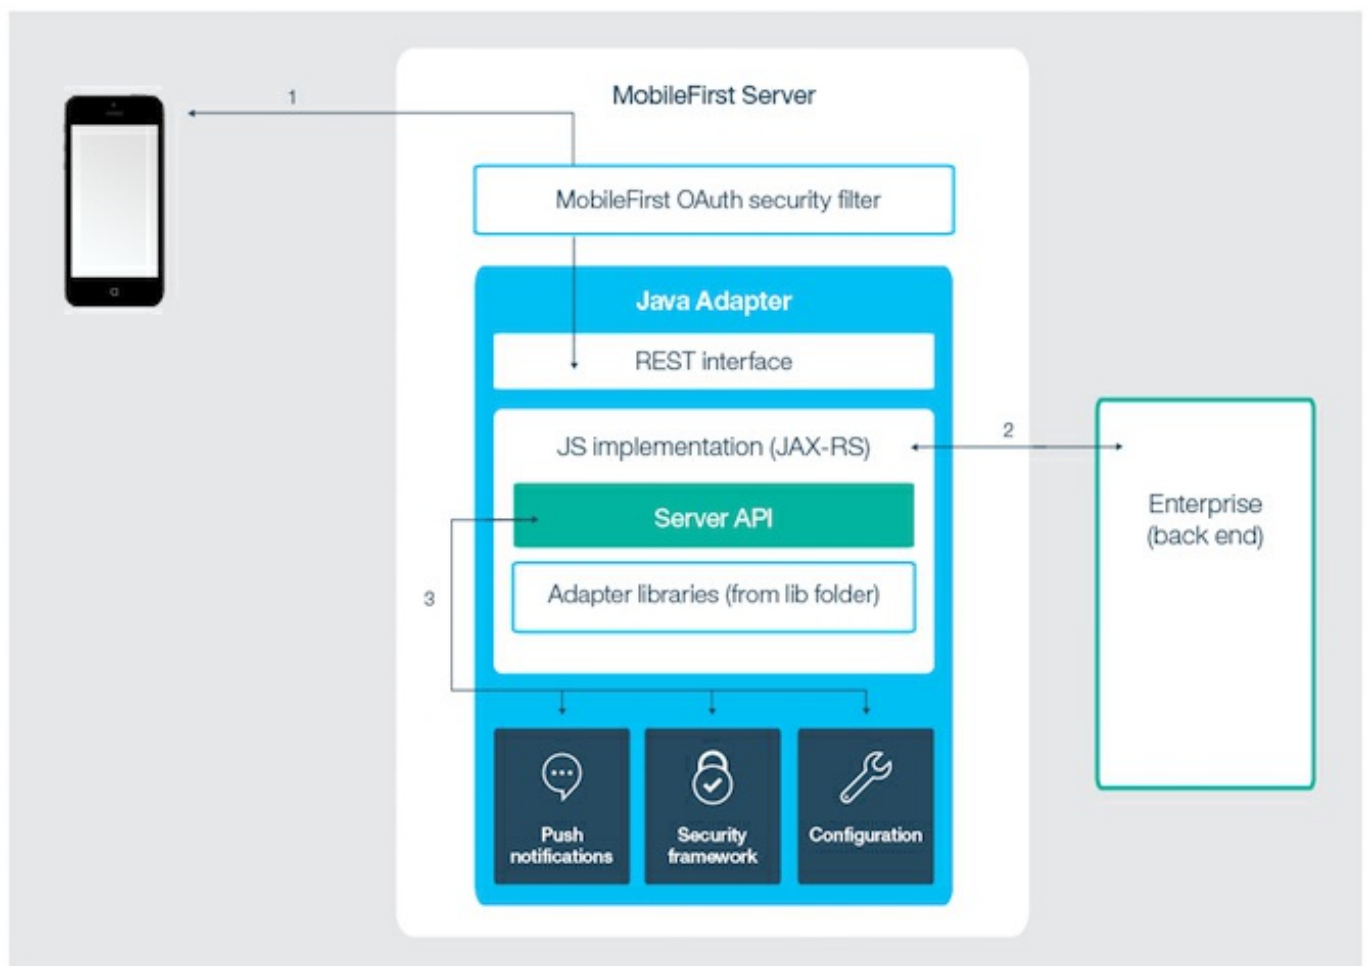 MobileFirst Server
1
MobileFirst OAuth security filter
Java Adapter
REST interface
JS implementation (JAX-RS)
2
Server API
Enterprise
(back end)
Adapter libraries (from lib folder)
3
Push
notifications
Security
framework
Configuration